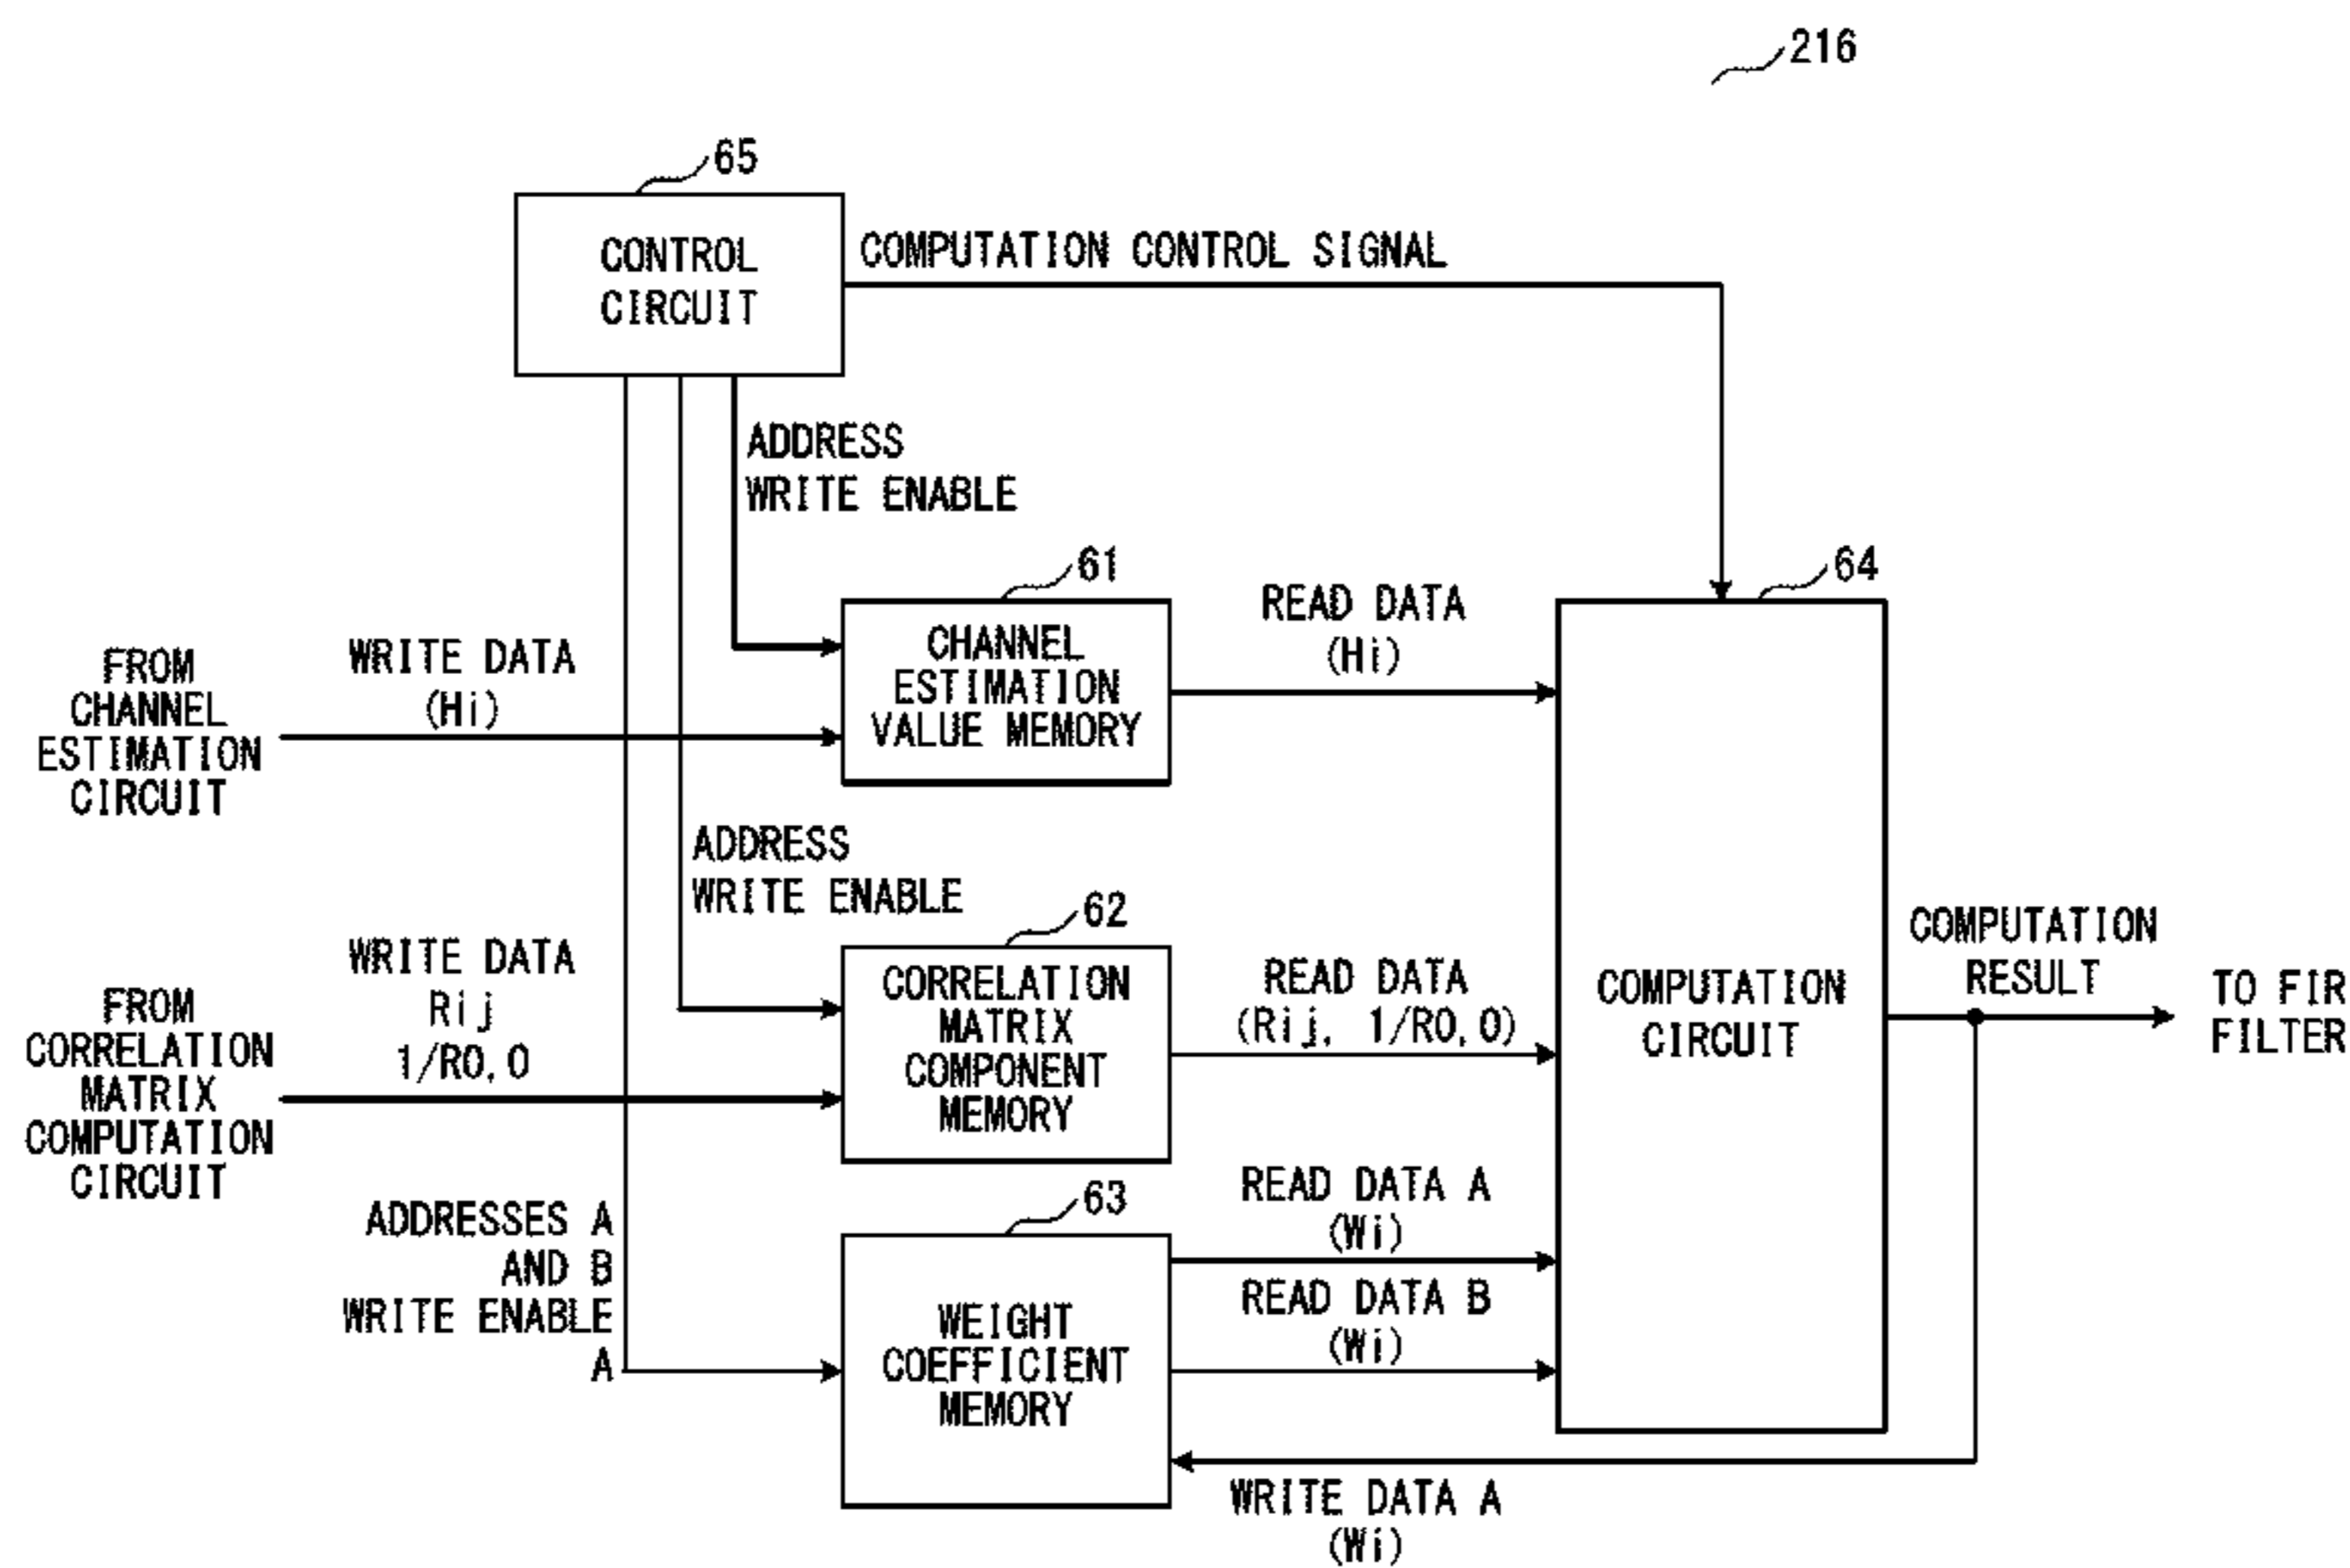 216
65
CONTROL
CIRCUIT
COMPUTATION CONTROL SIGNAL
ADDRESS
WRITE ENABLE
61
CHANNEL
ESTIMATION
VALUE MEMORY
READ DATA
(Hi)
64
FROM
CHANNEL
ESTIMATION
CIRCUIT
WRITE DATA
(Hi)
ADDRESS
WRITE ENABLE
62
CORRELATION
MATRIX
COMPONENT
MEMORY
READ DATA
(Rij, 1/R0,0)
FROM
CORRELATION
MATRIX
COMPUTATION
CIRCUIT
WRITE DATA
Rij
1/R0,0
COMPUTATION
CIRCUIT
COMPUTATION
RESULT
TO FIR
FILTER
ADDRESSES A
AND B
WRITE ENABLE
A
63
WEIGHT
COEFFICIENT
MEMORY
READ DATA A
(Wi)
READ DATA B
(Wi)
WRITE DATA A
(Wi)